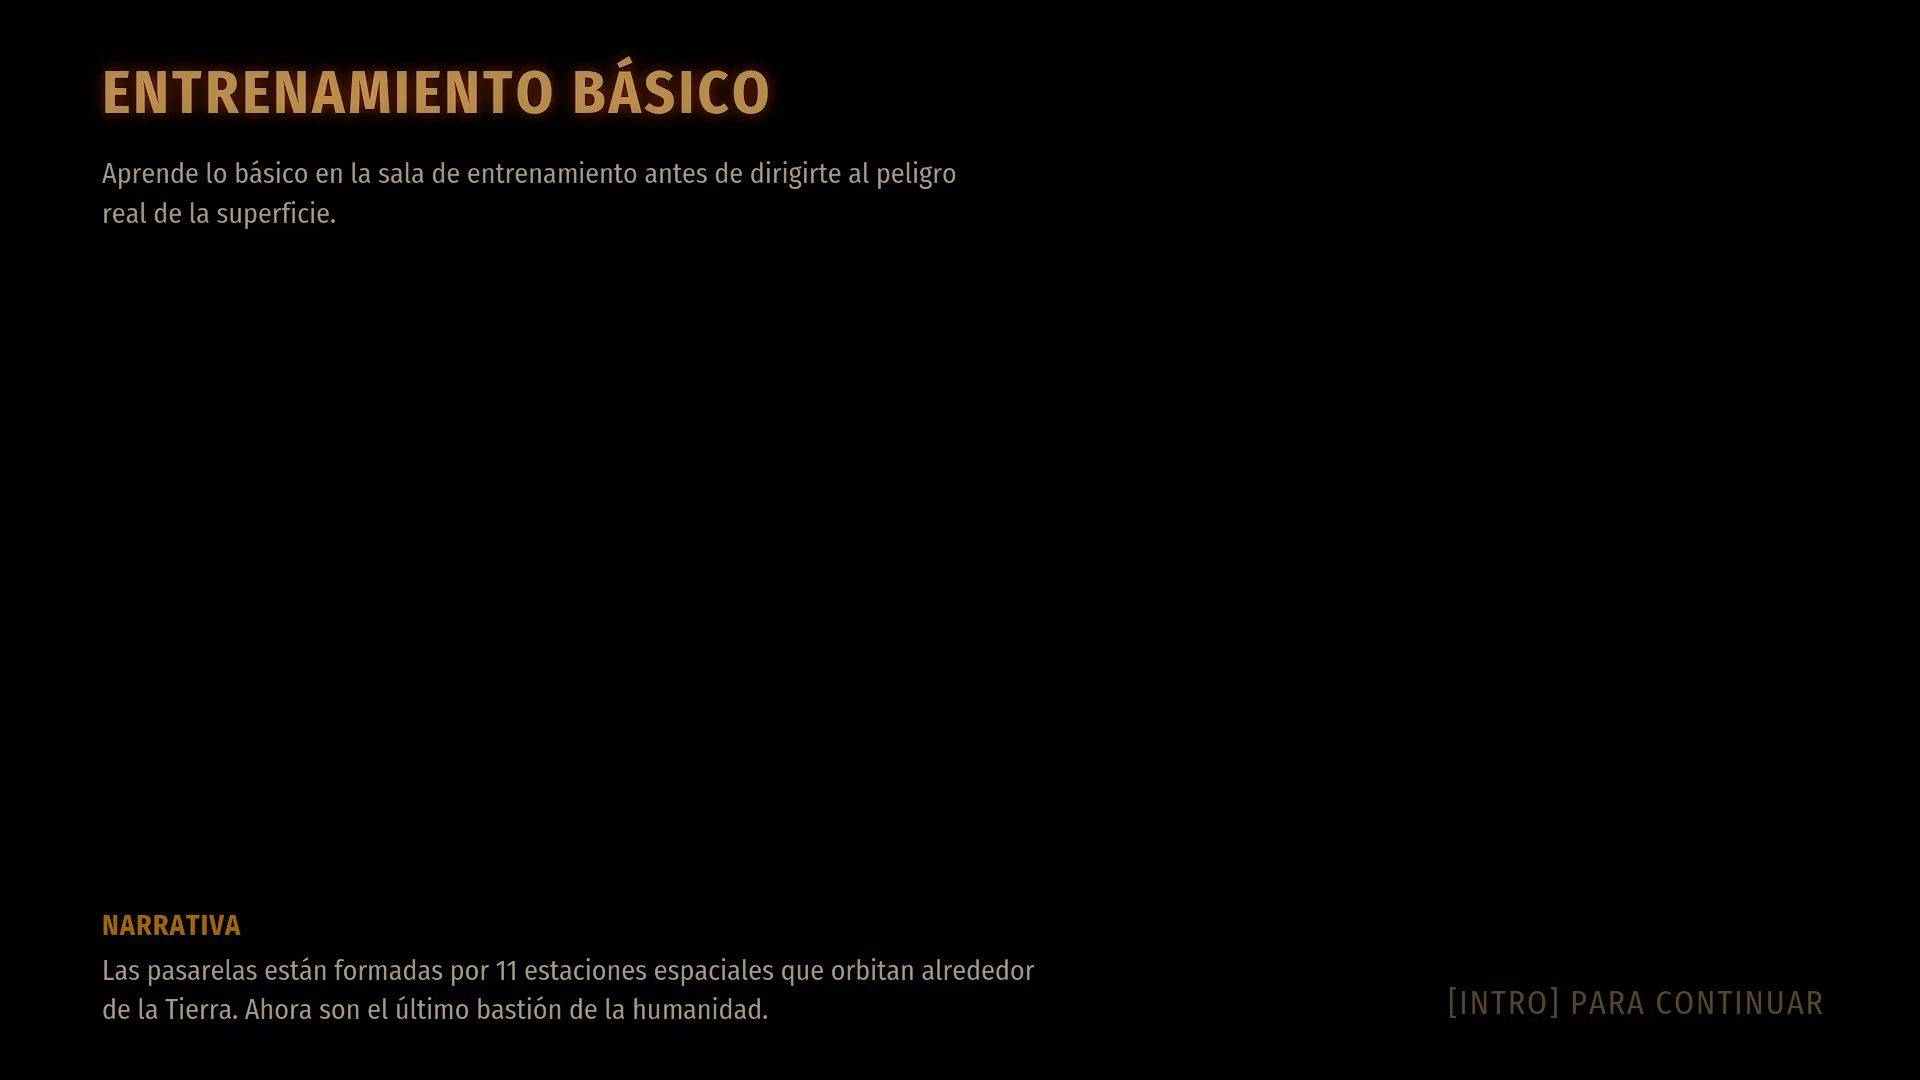 ENTRENAMIENTO BÁSICO
Aprende lo básico en la sala de entrenamiento antes de dirigirte al peligro
real de la superficie.
NARRATIVA
Las pasarelas están formadas por 11 estaciones espaciales que orbitan alrededor
de la Tierra. Ahora son el último bastión de la humanidad.
[INTRO] PARA CONTINUAR